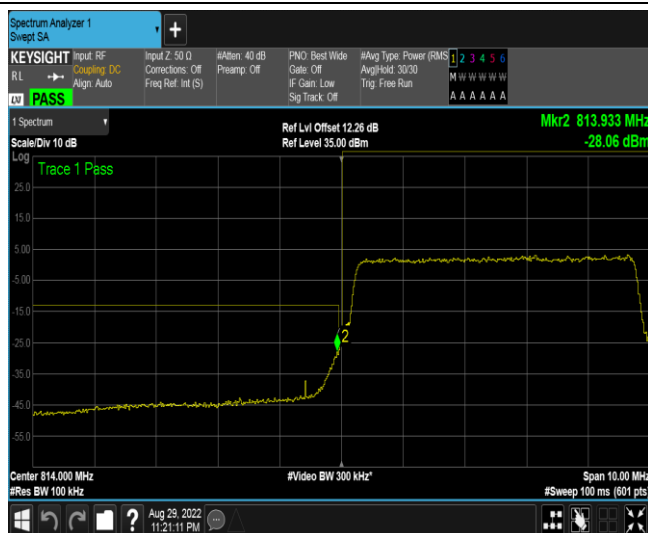 Spectrum Analyzer 1
Swept SA
+
KEYSIGHT
RL
LXI PASS
Input: RF
Coupling: DC
Align: Auto
Input Z: 50 Ω
Corrections: Off
Freq Ref: Int (S)
#Atten: 40 dB
Preamp: Off
PNO: Best Wide
Gate: Off
IF Gain: Low
Sig Track: Off
#Avg Type: Power (RMS
Avg|Hold: 30/30
Trig: Free Run
1 2 3 4 5 6
M W W W W W
A A A A A A
1 Spectrum
Scale/Div 10 dB
Ref Lvl Offset 12.26 dB
Ref Level 35.00 dBm
Mkr2 813.933 MHz
-28.06 dBm
Log
Trace 1 Pass
25.0
15.0
5.00
-5.00
-15.0
-25.0
-35.0
-45.0
-55.0
2
Center 814.000 MHz
#Res BW 100 kHz
#Video BW 300 kHz*
Span 10.00 MHz
#Sweep 100 ms (601 pts)
?
Aug 29, 2022
11:21:11 PM